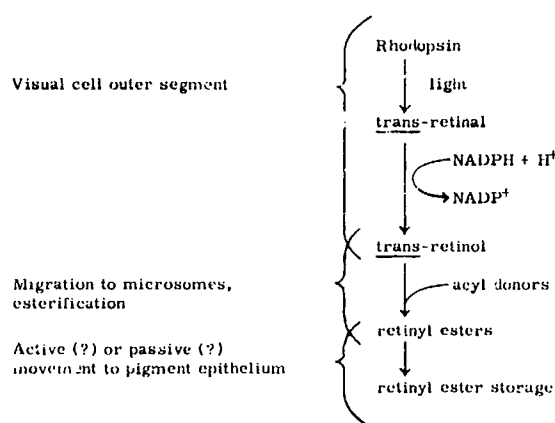 Rhodopsin
Visual cell outer segment
light
trans-retinal
NADPH + H+
NADP+
trans-retinol
Migration to microsomes,
esterification
acyl donors
retinyl esters
Active (?) or passive (?)
movement to pigment epithelium
retinyl ester storage